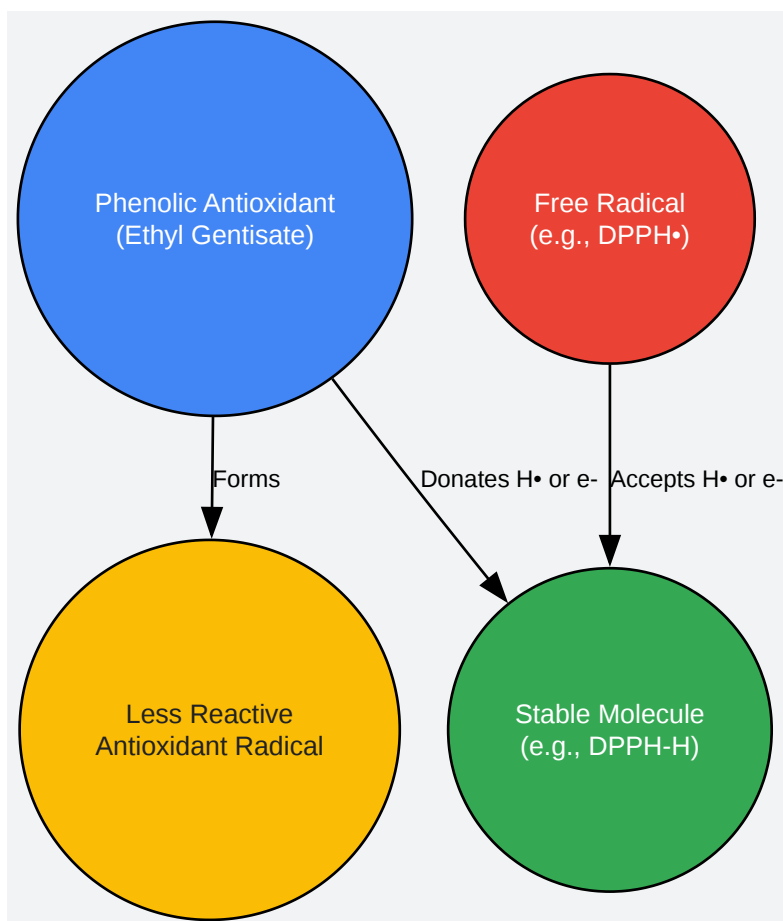 Phenolic Antioxidant
(Ethyl Gentisate)
Free Radical
(e.g., DPPH•)
Forms
Donates H• or e-
Accepts H• or e-
Less Reactive
Antioxidant Radical
Stable Molecule
(e.g., DPPH-H)